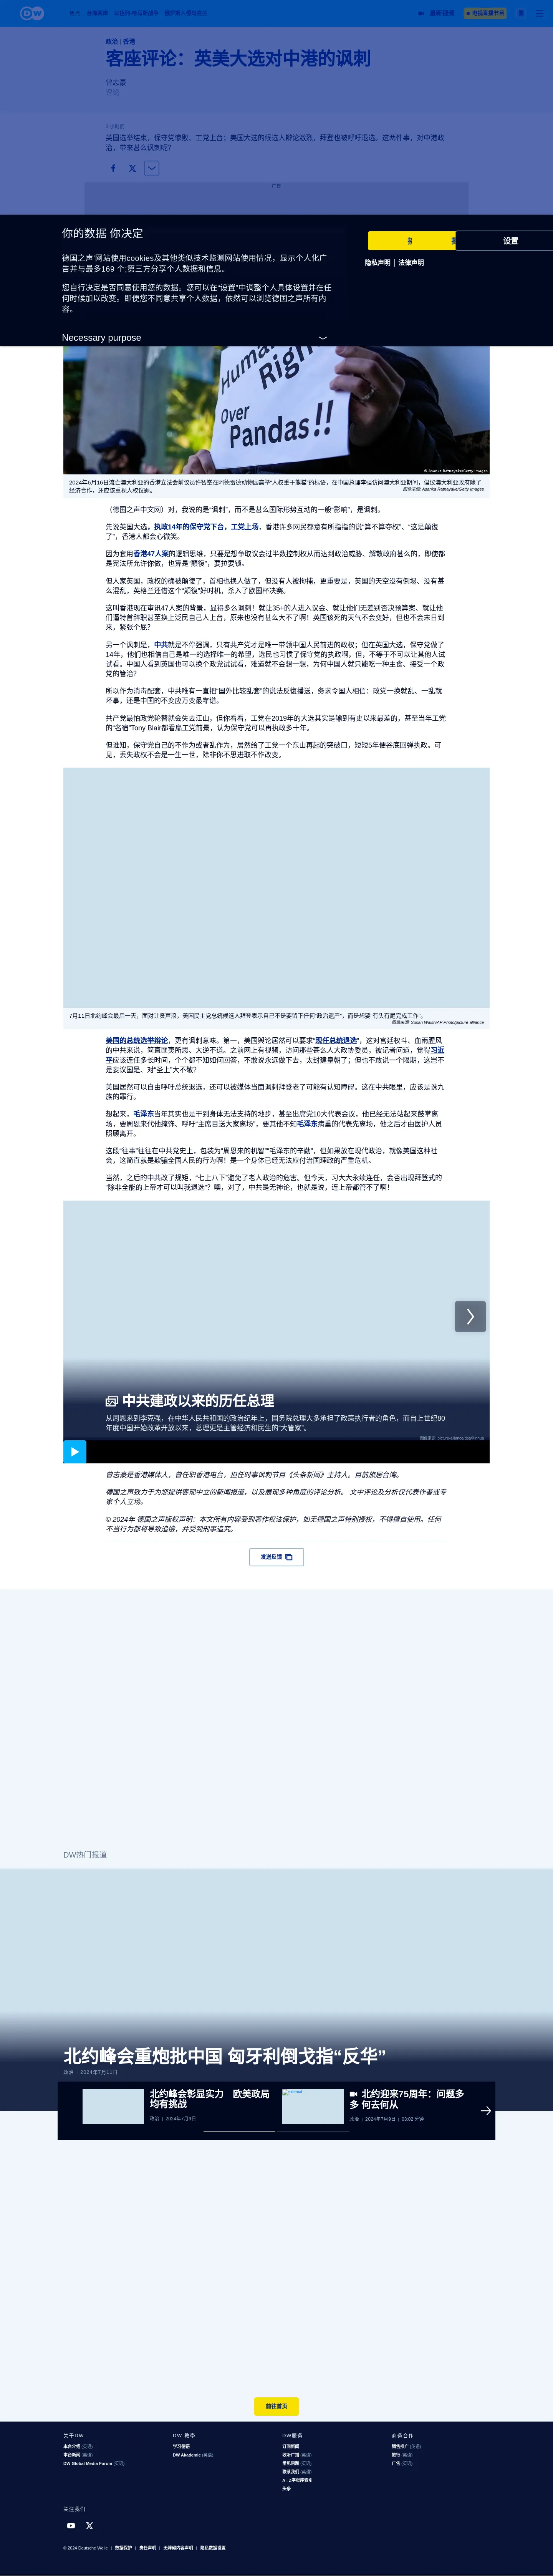 DW
最新视频
电视直播节目
政治 | 香港
客座评论：英美大选对中港的讽刺
曾志豪
评论
英国选举结束，保守党惨败、工党上台；美国大选的候选人辩论激烈，拜登也被呼吁退选。这两件事，对中港政治，带来甚么讽刺呢？
广告
你的数据 你决定
德国之声'网站使用cookies及其他类似技术监测网站使用情况，显示个人化广告并与最多169 个;第三方分享个人数据和信息。
您自行决定是否同意使用您的数据。您可以在“设置”中调整个人具体设置并在任何时候加以改变。即便您不同意共享个人数据，依然可以浏览德国之声所有内容。
Necessary purpose
设置
隐私声明 | 法律声明
Human
Right
Over
Pandas!!
© Asanka Ratnayake/Getty Images
2024年6月16日流亡澳大利亚的香港立法会前议员许智峯在阿德雷德动物园高举“人权重于熊猫”的标语，在中国总理李强访问澳大利亚期间，倡议澳大利亚政府除了经济合作，还应该重视人权议题。
图像来源: Asanka Ratnayake/Getty Images
（德国之声中文网）对，我说的是“讽刺”，而不是甚么国际形势互动的一般“影响”，是讽刺。
先说英国大选，执政14年的保守党下台，工党上场，香港许多网民都意有所指指的说“算不算夺权”、“这是颠復了”，香港人都会心微笑。
因为套用香港47人案的逻辑思维，只要是想争取议会过半数控制权从而达到政治威胁、解散政府甚么的，即使都是宪法所允许你做，也算是“颠復”，要拉要锁。
但人家英国，政权的确被颠復了，首相也换人做了，但没有人被拘捕，更重要是，英国的天空没有倒塌、没有甚么混乱，英格兰还借这个“颠復”好时机，杀入了欧国杯决赛。
这叫香港现在审讯47人案的背景，显得多么讽刺！就让35+的人进入议会、就让他们无差别否决预算案、就让他们逼特首辞职甚至换上泛民自己人上台，原来也没有甚么大不了啊！英国该死的天气不会变好，但也不会末日到来，紧张个屁？
另一个讽刺是，中共就是不停强调，只有共产党才是唯一带领中国人民前进的政权；但在英国大选，保守党做了14年，他们也相信自己是唯一的选择唯一的希望，选民也习惯了保守党的执政啊，但，不等于不可以让其他人试试看。中国人看到英国也可以换个政党试试看，难道就不会想一想，为何中国人就只能吃一种主食、接受一个政党的管治？
所以作为消毒配套，中共唯有一直把“国外比较乱套”的说法反復播送，务求令国人相信：政党一换就乱、一乱就坏事，还是中国的不变应万变最靠谱。
共产党最怕政党轮替就会失去江山，但你看看，工党在2019年的大选其实是输到有史以来最差的，甚至当年工党的“名宿”Tony Blair都看扁工党前景，认为保守党可以再执政多十年。
但谁知，保守党自己的不作为或者乱作为，居然给了工党一个东山再起的突破口，短短5年便谷底回弹执政。可见，丢失政权不会是一生一世，除非你不思进取不作改变。
7月11日北约峰会最后一天，面对让贤声浪，美国民主党总统候选人拜登表示自己不是要留下任何“政治遗产”，而是想要“有头有尾完成工作”。
图像来源: Susan Walsh/AP Photo/picture alliance
美国的总统选举辩论，更有讽刺意味。第一，美国舆论居然可以要求“现任总统退选”，这对宫廷权斗、血雨腥风的中共来说，简直匪夷所思、大逆不道。之前网上有视频，访问那些甚么人大政协委员，被记者问道，觉得习近平应该连任多长时间，个个都不知如何回答，不敢说永远做下去，太封建皇朝了；但也不敢说一个限期，这岂不是妄议国是、对“圣上”大不敬？
美国居然可以自由呼吁总统退选，还可以被媒体当面讽刺拜登老了可能有认知障碍。这在中共眼里，应该是诛九族的罪行。
想起来，毛泽东当年其实也是干到身体无法支持的地步，甚至出席党10大代表会议，他已经无法站起来鼓掌离场，要周恩来代他掩饰、呼吁“主席目送大家离场”，要其他不知毛泽东病重的代表先离场，他之后才由医护人员照顾离开。
这段“往事”往往在中共党史上，包装为“周恩来的机智”“毛泽东的辛勤”，但如果放在现代政治，就像美国这种社会，这简直就是欺骗全国人民的行为啊！是一个身体已经无法应付治国理政的严重危机。
当然，之后的中共改了规矩，“七上八下”避免了老人政治的危害。但今天，习大大永续连任，会否出现拜登式的“除非全能的上帝才可以叫我退选”？噢，对了，中共是无神论，也就是说，连上帝都管不了啊！
中共建政以来的历任总理
从周恩来到李克强，在中华人民共和国的政治纪年上，国务院总理大多承担了政策执行者的角色，而自上世纪80年度中国开始改革开放以来，总理更是主管经济和民生的“大管家”。
曾志豪是香港媒体人，曾任职香港电台，担任时事讽刺节目《头条新闻》主持人。目前旅居台湾。
德国之声致力于为您提供客观中立的新闻报道，以及展现多种角度的评论分析。 文中评论及分析仅代表作者或专家个人立场。
© 2024年 德国之声版权声明：本文所有内容受到著作权法保护，如无德国之声特别授权，不得擅自使用。任何不当行为都将导致追偿，并受到刑事追究。
发送反馈
DW热门报道
北约峰会重炮批中国 匈牙利倒戈指“反华”
政治 | 2024年7月11日
北约峰会彰显实力 欧美政局均有挑战
政治 | 2024年7月9日
北约迎来75周年：问题多多 何去何从
政治 | 2024年7月9日 | 03:02 分钟
前往首页
关于DW
本台介绍 (英语)
本台新闻 (英语)
DW Global Media Forum (英语)
DW 教学
学习德语
DW Akademie (英语)
DW服务
订阅新闻
收听广播 (英语)
常见问题 (英语)
联系我们 (英语)
A - Z字母序索引
头条
商务合作
销售推广 (英语)
旅行 (英语)
广告 (英语)
关注我们
© 2024 Deutsche Welle | 数据保护 | 责任声明 | 无障碍内容声明 | 隐私数据设置